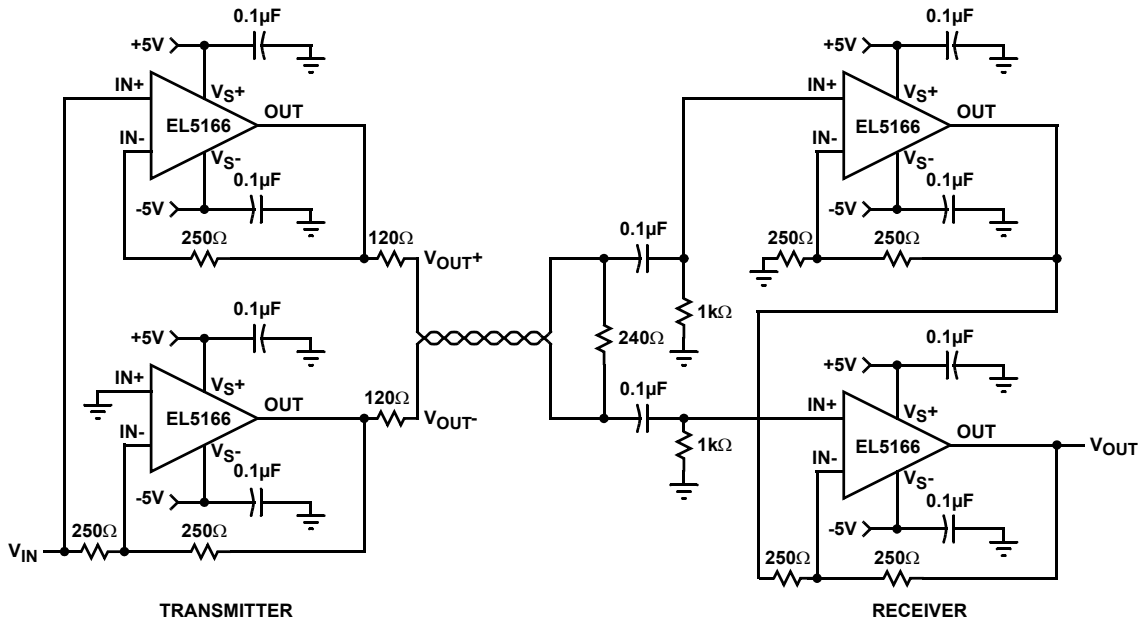 0.1µF
+5V
IN+
VS+
OUT
EL5166
IN-
VS-
0.1µF
-5V
250Ω
120Ω
VOUT+
0.1µF
+5V
IN+
VS+
OUT
EL5166
IN-
VS-
120Ω
VOUT-
0.1µF
-5V
250Ω
250Ω
VIN
TRANSMITTER
0.1µF
1kΩ
240Ω
0.1µF
1kΩ
0.1µF
+5V
IN+
VS+
OUT
EL5166
IN-
VS-
0.1µF
-5V
250Ω
250Ω
0.1µF
+5V
IN+
VS+
OUT
VOUT
EL5166
IN-
VS-
0.1µF
-5V
250Ω
250Ω
RECEIVER